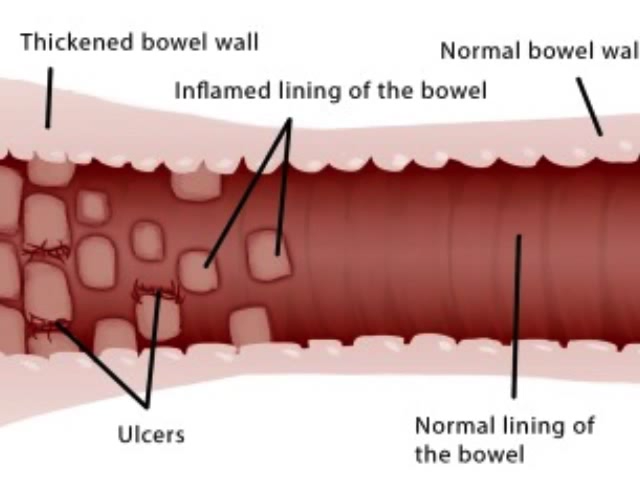 Thickened bowel wall
Normal bowel wal
Inflamed lining of the bowel
Ulcers
Normal lining of
the bowel